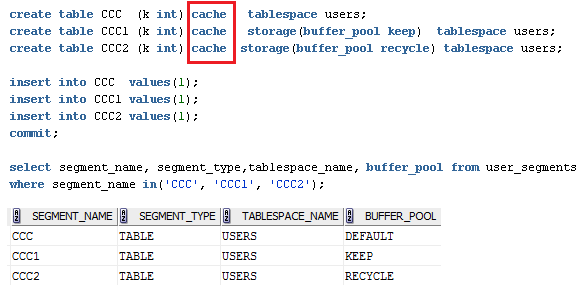 create table CCC (k int) cache tablespace users;
create table CCC1 (k int) cache storage(buffer_pool keep) tablespace users;
create table CCC2 (k int) cache storage(buffer_pool recycle) tablespace users;
insert into CCC values(1);
insert into CCC1 values(1);
insert into CCC2 values(1);
commit;
select segment_name, segment_type,tablespace_name, buffer_pool from user_segments
where segment_name in('CCC', 'CCC1', 'CCC2');
SEGMENT_NAME SEGMENT_TYPE TABLESPACE_NAME BUFFER_POOL
CCC TABLE USERS DEFAULT
CCC1 TABLE USERS KEEP
CCC2 TABLE USERS RECYCLE